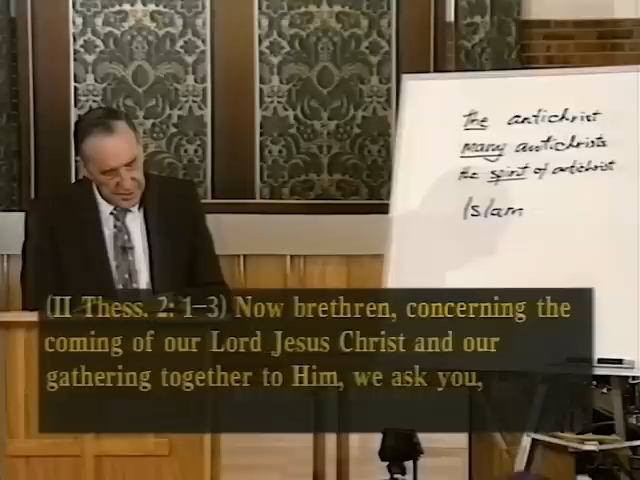 the antichrist
many antichrists
the spirit of antichrist
Islam
(II Thess. 2: 1–3) Now brethren, concerning the
coming of our Lord Jesus Christ and our
gathering together to Him, we ask you,